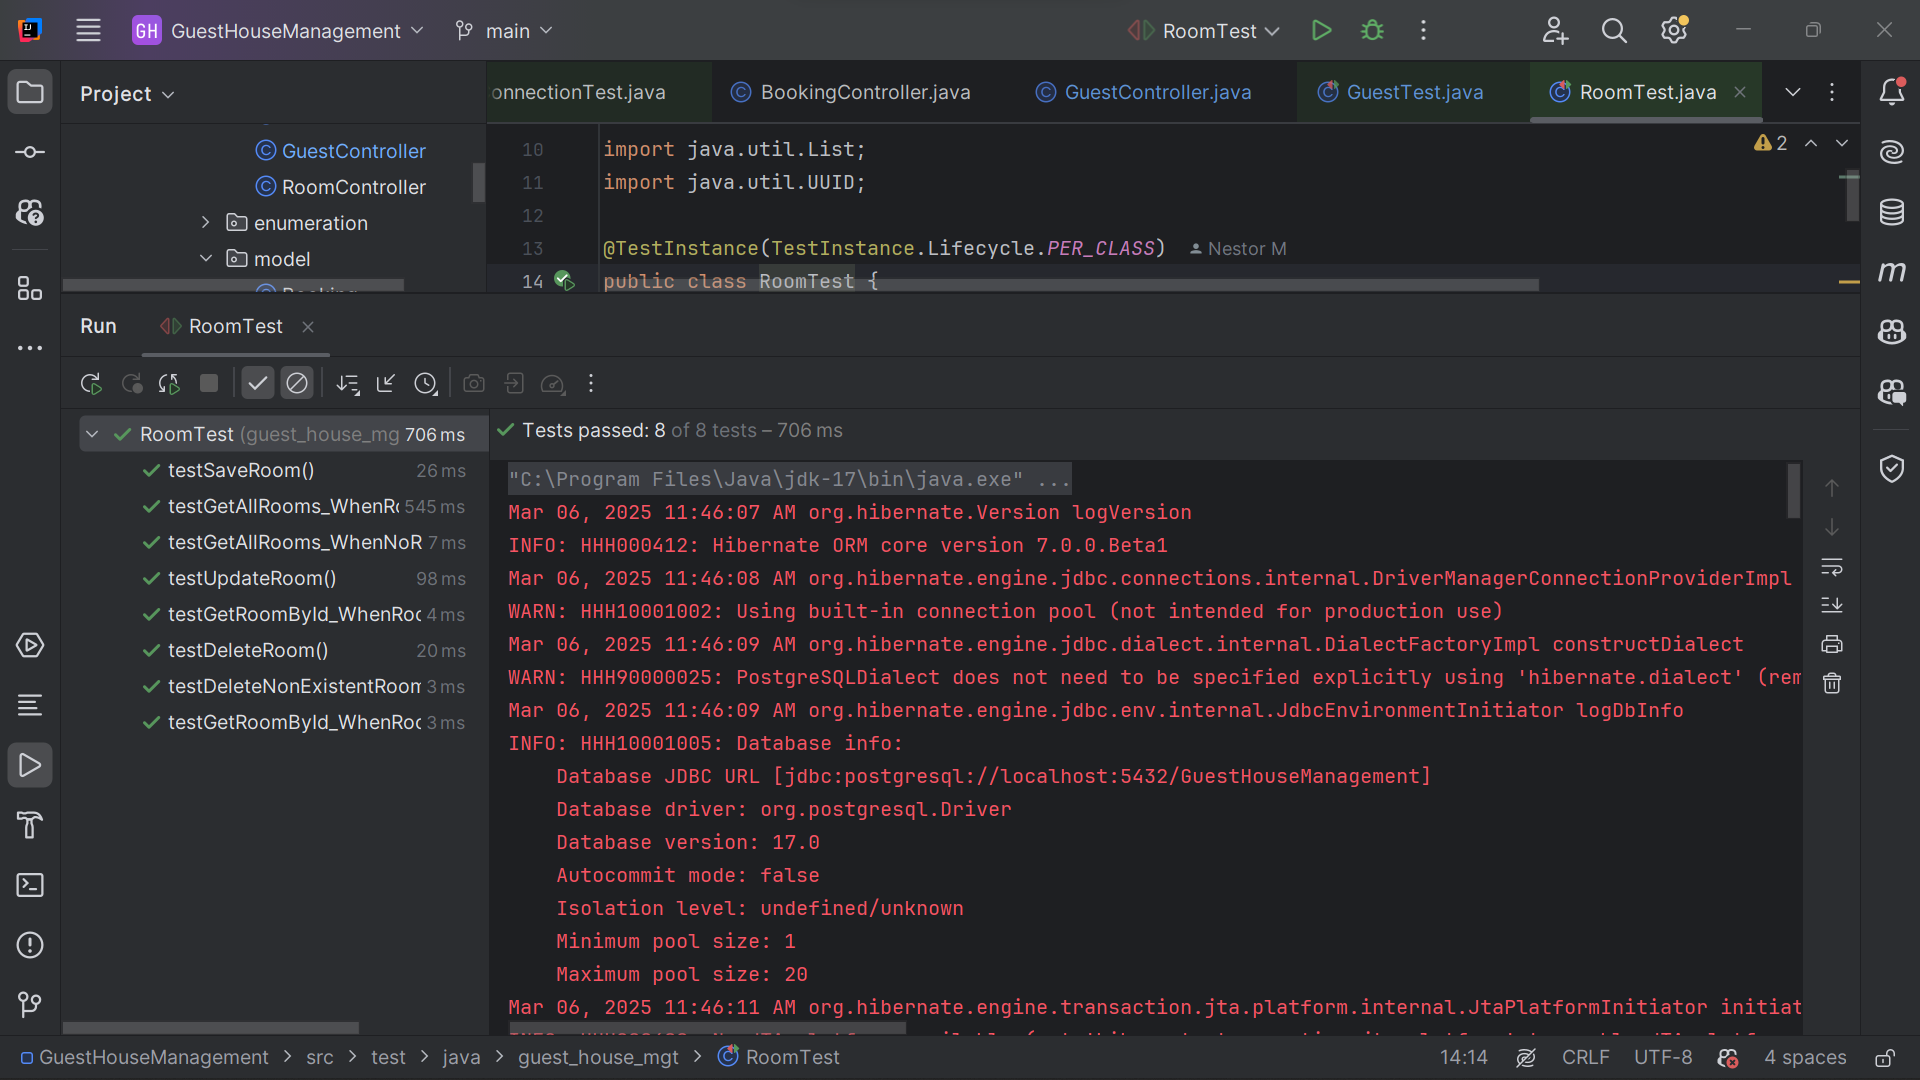 GH GuestHouseManagement main RoomTest
Project
onnectionTest.java BookingController.java GuestController.java GuestTest.java RoomTest.java
GuestController
RoomController
enumeration
model
10 import java.util.List;
11 import java.util.UUID;
12
13 @TestInstance(TestInstance.Lifecycle.PER_CLASS) Nestor M
14 public class RoomTest {
2
Run RoomTest
RoomTest (guest_house_mg 706 ms
testSaveRoom() 26 ms
testGetAllRooms_WhenRo 545 ms
testGetAllRooms_WhenNoR 7 ms
testUpdateRoom() 98 ms
testGetRoomById_WhenRoo 4 ms
testDeleteRoom() 20 ms
testDeleteNonExistentRoom 3 ms
testGetRoomById_WhenRoo 3 ms
Tests passed: 8 of 8 tests – 706 ms
"C:\Program Files\Java\jdk-17\bin\java.exe" ...
Mar 06, 2025 11:46:07 AM org.hibernate.Version logVersion
INFO: HHH000412: Hibernate ORM core version 7.0.0.Beta1
Mar 06, 2025 11:46:08 AM org.hibernate.engine.jdbc.connections.internal.DriverManagerConnectionProviderImpl
WARN: HHH10001002: Using built-in connection pool (not intended for production use)
Mar 06, 2025 11:46:09 AM org.hibernate.engine.jdbc.dialect.internal.DialectFactoryImpl constructDialect
WARN: HHH90000025: PostgreSQLDialect does not need to be specified explicitly using 'hibernate.dialect' (rem
Mar 06, 2025 11:46:09 AM org.hibernate.engine.jdbc.env.internal.JdbcEnvironmentInitiator logDbInfo
INFO: HHH10001005: Database info:
Database JDBC URL [jdbc:postgresql://localhost:5432/GuestHouseManagement]
Database driver: org.postgresql.Driver
Database version: 17.0
Autocommit mode: false
Isolation level: undefined/unknown
Minimum pool size: 1
Maximum pool size: 20
Mar 06, 2025 11:46:11 AM org.hibernate.engine.transaction.jta.platform.internal.JtaPlatformInitiator initiat
GuestHouseManagement > src > test > java > guest_house_mgt > RoomTest
14:14 CRLF UTF-8 4 spaces